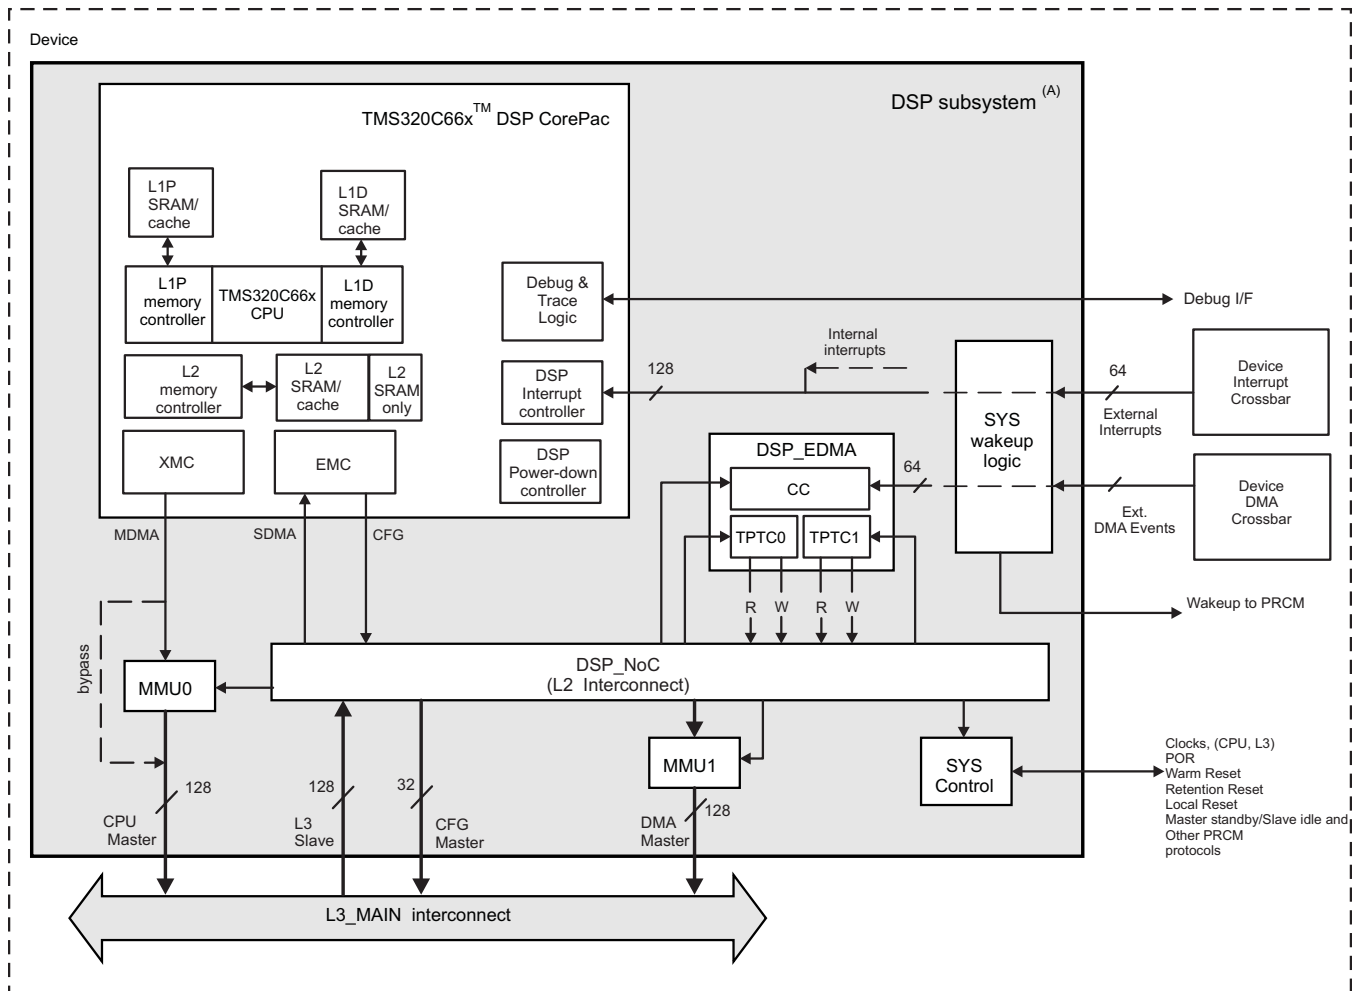 Device
DSP subsystem (A)
TMS320C66x™ DSP CorePac
L1P
SRAM/
cache
L1D
SRAM/
cache
L1P
memory
controller
TMS320C66x
CPU
L1D
memory
controller
Debug &
Trace
Logic
Debug I/F
L2
memory
controller
L2
SRAM/
cache
L2
SRAM
only
DSP
Interrupt
controller
128
Internal
interrupts
SYS
wakeup
logic
64
External
Interrupts
Device
Interrupt
Crossbar
XMC
EMC
DSP
Power-down
controller
DSP_EDMA
CC
64
TPTC0
TPTC1
Ext.
DMA Events
Device
DMA
Crossbar
MDMA
SDMA
CFG
R
W
R
W
Wakeup to PRCM
bypass
MMU0
DSP_NoC
(L2 Interconnect)
MMU1
SYS
Control
Clocks, (CPU, L3)
POR
Warm Reset
Retention Reset
Local Reset
Master standby/Slave idle and
Other PRCM
protocols
128
CPU
Master
128
L3
Slave
32
CFG
Master
128
DMA
Master
L3_MAIN interconnect